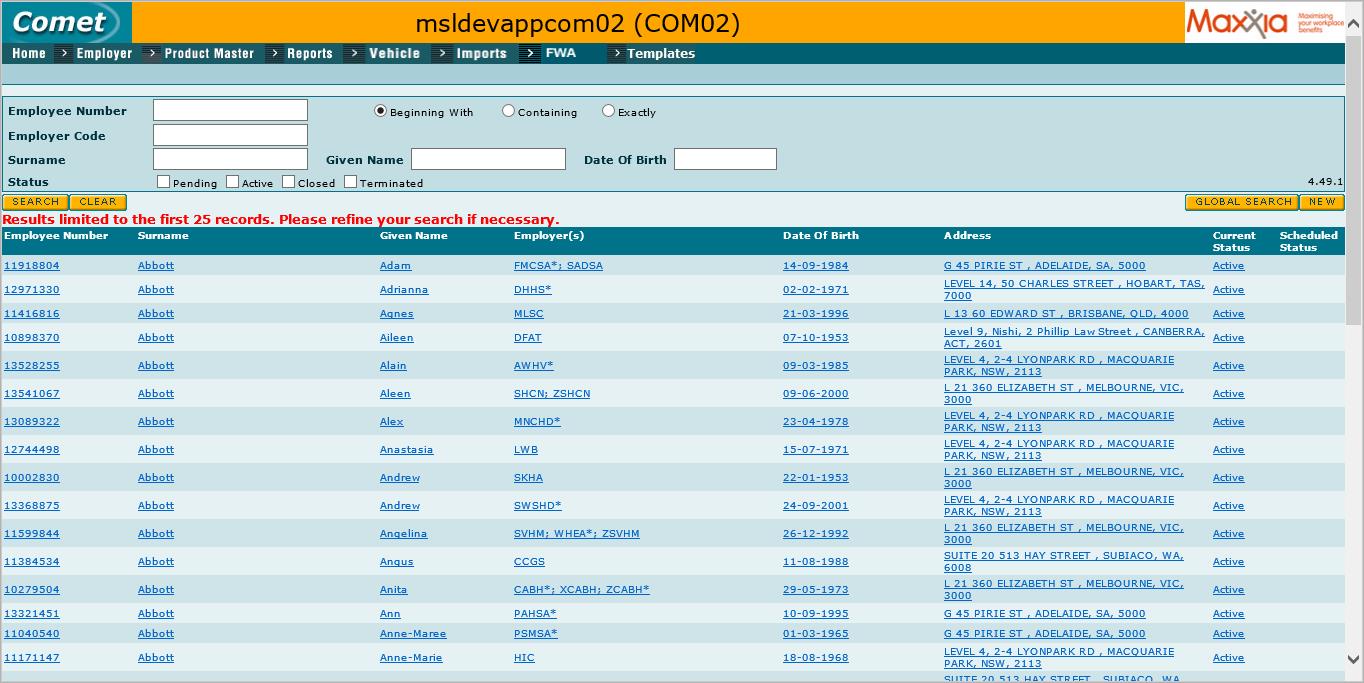 Comet msldevappcom02 (COM02) Maxxia Maximising your workplace benefits
Home > Employer > Product Master > Reports > Vehicle > Imports > FWA > Templates
Employee Number Beginning With Containing Exactly
Employer Code
Surname Given Name Date Of Birth
Status Pending Active Closed Terminated 4.49.1
SEARCH CLEAR GLOBAL SEARCH NEW
Results limited to the first 25 records. Please refine your search if necessary.
Employee Number Surname Given Name Employer(s) Date Of Birth Address Current Status Scheduled Status
11918804 Abbott Adam FMCSA*; SADSA 14-09-1984 G 45 PIRIE ST , ADELAIDE, SA, 5000 Active
12971330 Abbott Adrianna DHHS* 02-02-1971 LEVEL 14, 50 CHARLES STREET , HOBART, TAS, 7000 Active
11416816 Abbott Agnes MLSC 21-03-1996 L 13 60 EDWARD ST , BRISBANE, QLD, 4000 Active
10898370 Abbott Aileen DFAT 07-10-1953 Level 9, Nishi, 2 Phillip Law Street , CANBERRA, ACT, 2601 Active
13528255 Abbott Alain AWHV* 09-03-1985 LEVEL 4, 2-4 LYONPARK RD , MACQUARIE PARK, NSW, 2113 Active
13541067 Abbott Aleen SHCN; ZSHCN 09-06-2000 L 21 360 ELIZABETH ST , MELBOURNE, VIC, 3000 Active
13089322 Abbott Alex MNCHD* 23-04-1978 LEVEL 4, 2-4 LYONPARK RD , MACQUARIE PARK, NSW, 2113 Active
12744498 Abbott Anastasia LWB 15-07-1971 LEVEL 4, 2-4 LYONPARK RD , MACQUARIE PARK, NSW, 2113 Active
10002830 Abbott Andrew SKHA 22-01-1953 L 21 360 ELIZABETH ST , MELBOURNE, VIC, 3000 Active
13368875 Abbott Andrew SWSHD* 24-09-2001 LEVEL 4, 2-4 LYONPARK RD , MACQUARIE PARK, NSW, 2113 Active
11599844 Abbott Angelina SVHM; WHEA*; ZSVHM 26-12-1992 L 21 360 ELIZABETH ST , MELBOURNE, VIC, 3000 Active
11384534 Abbott Angus CCGS 11-08-1988 SUITE 20 513 HAY STREET , SUBIACO, WA, 6008 Active
10279504 Abbott Anita CABH*; XCABH; ZCABH* 29-05-1973 L 21 360 ELIZABETH ST , MELBOURNE, VIC, 3000 Active
13321451 Abbott Ann PAHSA* 10-09-1995 G 45 PIRIE ST , ADELAIDE, SA, 5000 Active
11040540 Abbott Anne-Maree PSMSA* 01-03-1965 G 45 PIRIE ST , ADELAIDE, SA, 5000 Active
11171147 Abbott Anne-Marie HIC 18-08-1968 LEVEL 4, 2-4 LYONPARK RD , MACQUARIE PARK, NSW, 2113 Active
SUITE 20 513 HAY STREET , SUBIACO, WA,